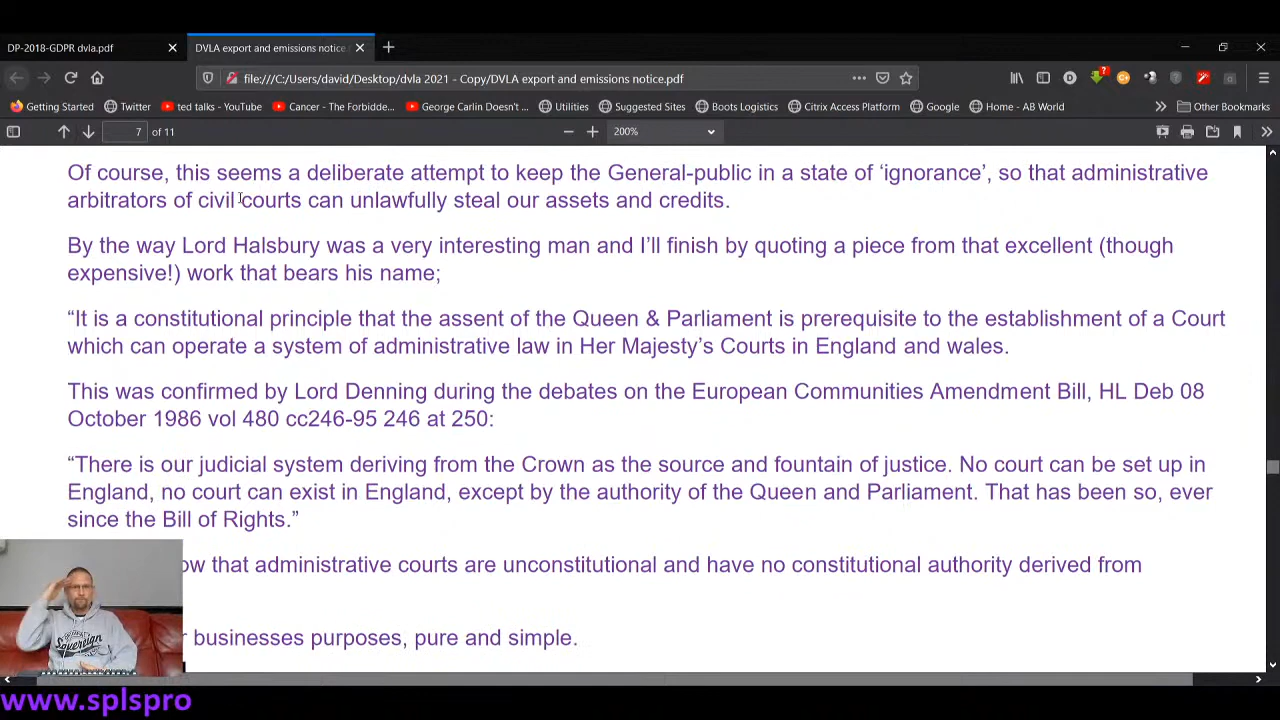 DP-2018-GDPR dvla.pdf
DVLA export and emissions notice
file:///C:/Users/david/Desktop/dvla 2021 - Copy/DVLA export and emissions notice.pdf
Getting Started
Twitter
ted talks - YouTube
Cancer - The Forbidde...
George Carlin Doesn't ...
Utilities
Suggested Sites
Boots Logistics
Citrix Access Platform
Google
Home - AB World
Other Bookmarks
7 of 11
200%
Of course, this seems a deliberate attempt to keep the General-public in a state of ‘ignorance’, so that administrative
arbitrators of civil courts can unlawfully steal our assets and credits.
By the way Lord Halsbury was a very interesting man and I’ll finish by quoting a piece from that excellent (though
expensive!) work that bears his name;
“It is a constitutional principle that the assent of the Queen & Parliament is prerequisite to the establishment of a Court
which can operate a system of administrative law in Her Majesty’s Courts in England and wales.
This was confirmed by Lord Denning during the debates on the European Communities Amendment Bill, HL Deb 08
October 1986 vol 480 cc246-95 246 at 250:
“There is our judicial system deriving from the Crown as the source and fountain of justice. No court can be set up in
England, no court can exist in England, except by the authority of the Queen and Parliament. That has been so, ever
since the Bill of Rights.”
ow that administrative courts are unconstitutional and have no constitutional authority derived from
r businesses purposes, pure and simple.
Sovereign
www.splspro